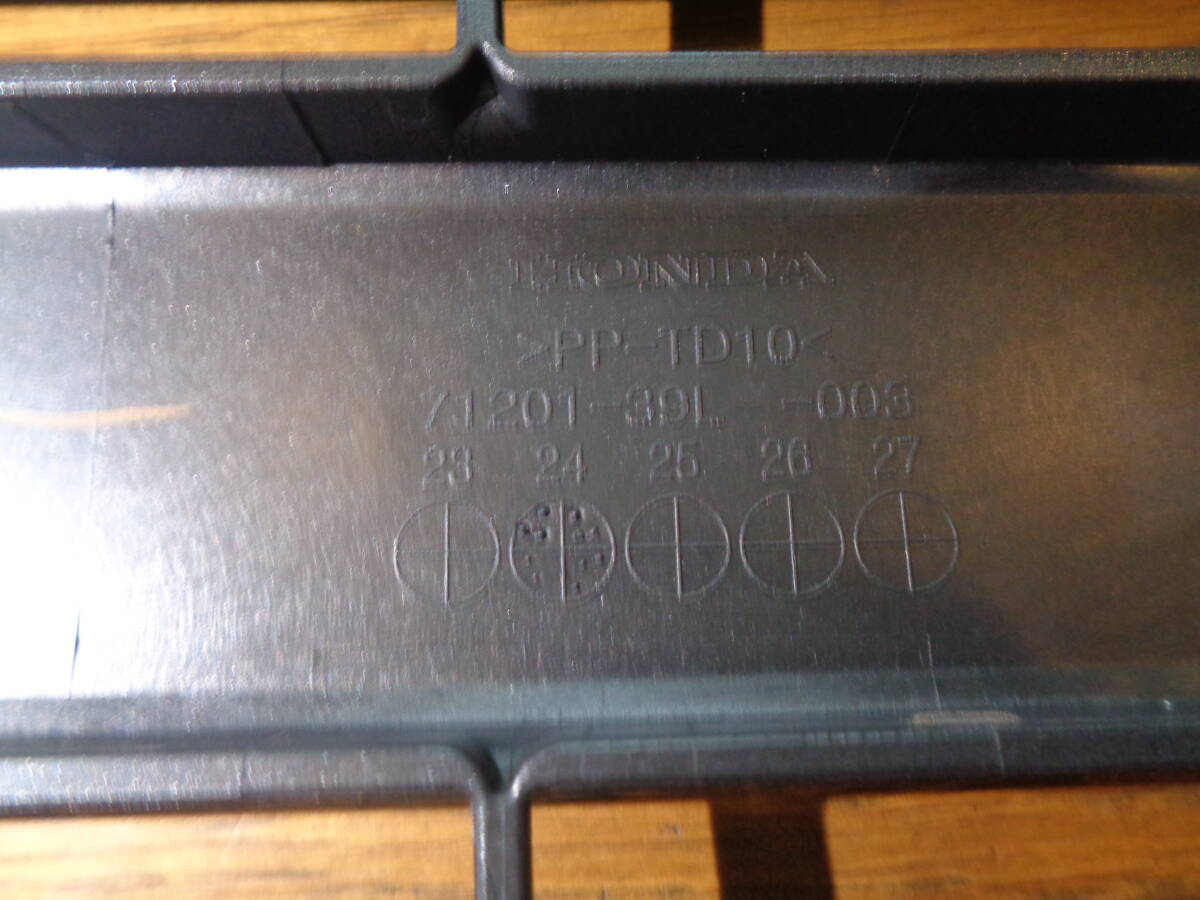 HONDA
>PP-TD10<
71201-39L -003
23 24 25 26 27